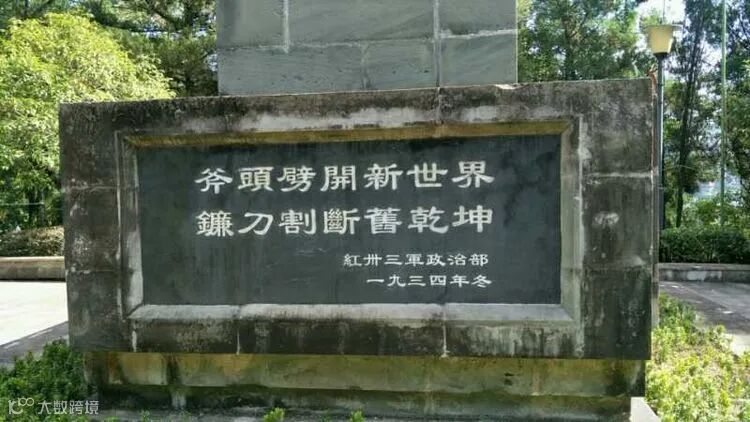 斧頭劈開新世界
鐮刀割斷舊乾坤
紅卅三軍政治部
一九三四年冬
大数跨境